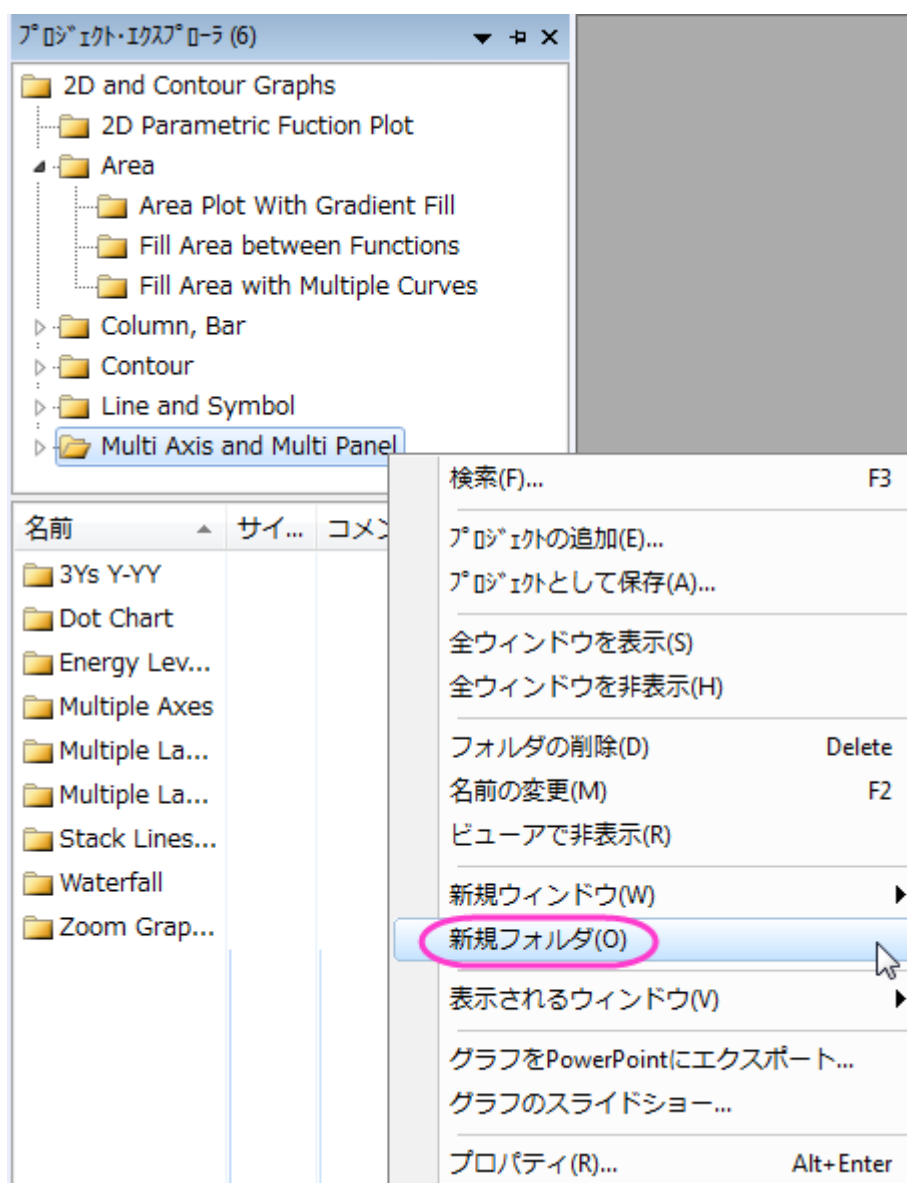 ﾌﾟﾛｼﾞｪｸﾄ・ｴｸｽﾌﾟﾛｰﾗ (6)
2D and Contour Graphs
2D Parametric Fuction Plot
Area
Area Plot With Gradient Fill
Fill Area between Functions
Fill Area with Multiple Curves
Column, Bar
Contour
Line and Symbol
Multi Axis and Multi Panel
名前 サイ... コメン
3Ys Y-YY
Dot Chart
Energy Lev...
Multiple Axes
Multiple La...
Multiple La...
Stack Lines...
Waterfall
Zoom Grap...
検索(F)... F3
ﾌﾟﾛｼﾞｪｸﾄの追加(E)...
ﾌﾟﾛｼﾞｪｸﾄとして保存(A)...
全ウィンドウを表示(S)
全ウィンドウを非表示(H)
フォルダの削除(D) Delete
名前の変更(M) F2
ビューアで非表示(R)
新規ウィンドウ(W)
新規フォルダ(O)
表示されるウィンドウ(V)
グラフをPowerPointにエクスポート...
グラフのスライドショー...
プロパティ(R)... Alt+Enter